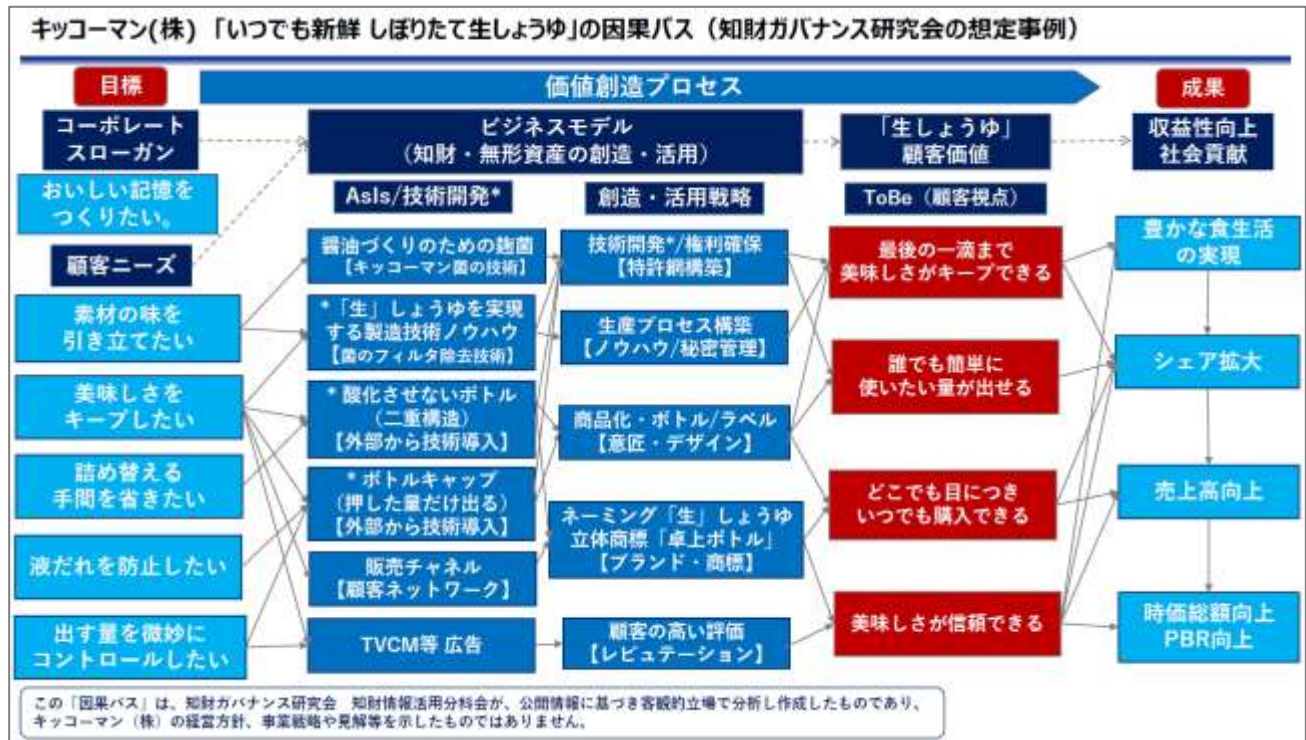 キッコーマン(株) 「いつでも新鮮 しぼりたて生しょうゆ」の因果パス（知財ガバナンス研究会の想定事例）
目標
価値創造プロセス
成果
コーポレート
スローガン
ビジネスモデル
（知財・無形資産の創造・活用）
「生しょうゆ」
顧客価値
収益性向上
社会貢献
おいしい記憶を
つくりたい。
AsIs/技術開発*
創造・活用戦略
ToBe（顧客視点）
顧客ニーズ
素材の味を
引き立てたい
美味しさを
キープしたい
詰め替える
手間を省きたい
液だれを防止したい
出す量を微妙に
コントロールしたい
醤油づくりのための麹菌
【キッコーマン菌の技術】
*「生」しょうゆを実現
する製造技術ノウハウ
【菌のフィルタ除去技術】
* 酸化させないボトル
（二重構造）
【外部から技術導入】
* ボトルキャップ
（押した量だけ出る）
【外部から技術導入】
販売チャネル
【顧客ネットワーク】
TVCM等 広告
技術開発*/権利確保
【特許網構築】
生産プロセス構築
【ノウハウ/秘密管理】
商品化・ボトル/ラベル
【意匠・デザイン】
ネーミング「生」しょうゆ
立体商標「卓上ボトル」
【ブランド・商標】
顧客の高い評価
【レピュテーション】
最後の一滴まで
美味しさがキープできる
誰でも簡単に
使いたい量が出せる
どこでも目につき
いつでも購入できる
美味しさが信頼できる
豊かな食生活
の実現
シェア拡大
売上高向上
時価総額向上
PBR向上
この「因果パス」は、知財ガバナンス研究会 知財情報活用分科会が、公開情報に基づき客観的立場で分析し作成したものであり、
キッコーマン（株）の経営方針、事業戦略や見解等を示したものではありません。